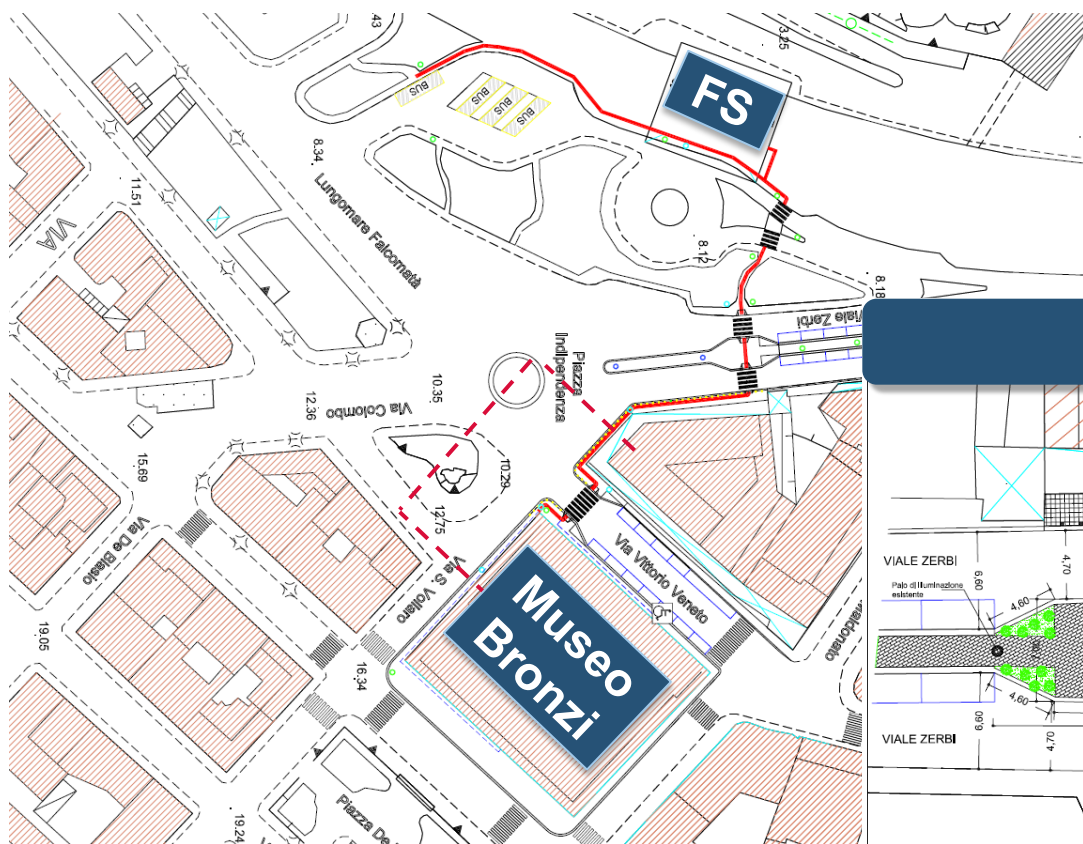 .43
3.25
FS
BUS
BUS
BUS
BUS
8.34
Lungomare Falcomatà
11.51
VIA
8.12
8.18
Viale Zerbi
Piazza
Indipendenza
10.35
Via Colombo
12.36
15.69
10.29
12.75
Via De Blasio
Via S. Vollaro
Via Vittorio Veneto
Museo
Bronzi
19.05
16.34
Piazza De
19.24
VIALE ZERBI
Palo di illuminazione
esistente
6,60
4,70
4,60
4,60
6,60
4,70
VIALE ZERBI